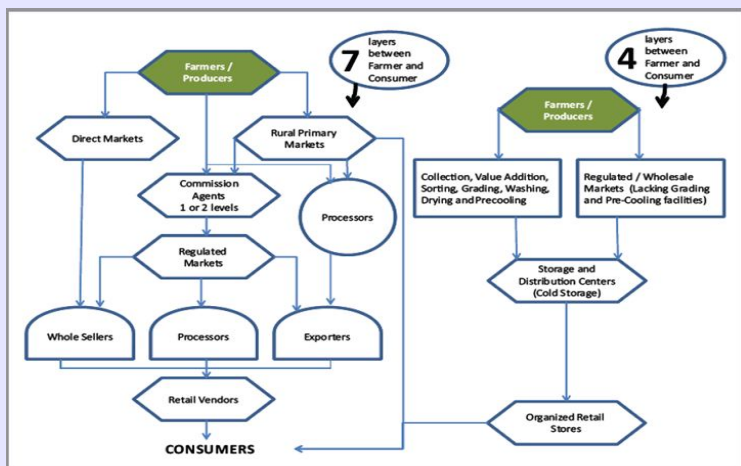 7
layers
between
Farmer and
Consumer
4
layers
between
Farmer and
Consumer
Farmers /
Producers
Farmers /
Producers
Direct Markets
Rural Primary
Markets
Collection, Value Addition,
Sorting, Grading, Washing,
Drying and Precooling
Regulated / Wholesale
Markets (Lacking Grading
and Pre-Cooling facilities)
Commission
Agents
1 or 2 levels
Processors
Regulated
Markets
Storage and
Distribution Centers
(Cold Storage)
Whole Sellers
Processors
Exporters
Retail Vendors
Organized Retail
Stores
CONSUMERS